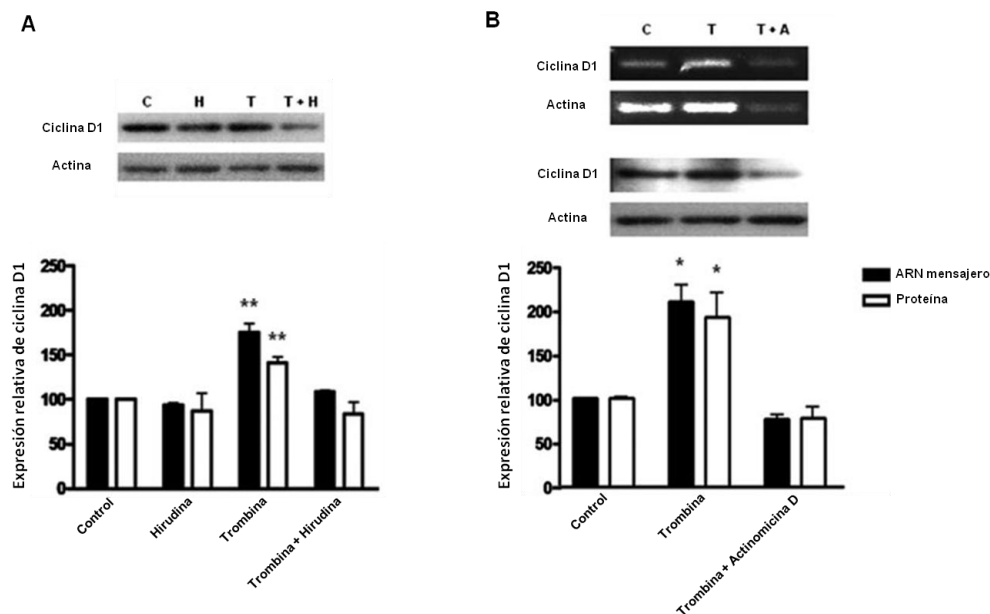 A
C H T T + H
Ciclina D1
Actina
Expresión relativa de ciclina D1
250
200
150
100
50
0
** **
Control
Hirudina
Trombina
Trombina + Hirudina
B
C T T + A
Ciclina D1
Actina
Ciclina D1
Actina
Expresión relativa de ciclina D1
250
200
150
100
50
0
* *
Control
Trombina
Trombina + Actinomicina D
ARN mensajero
Proteína